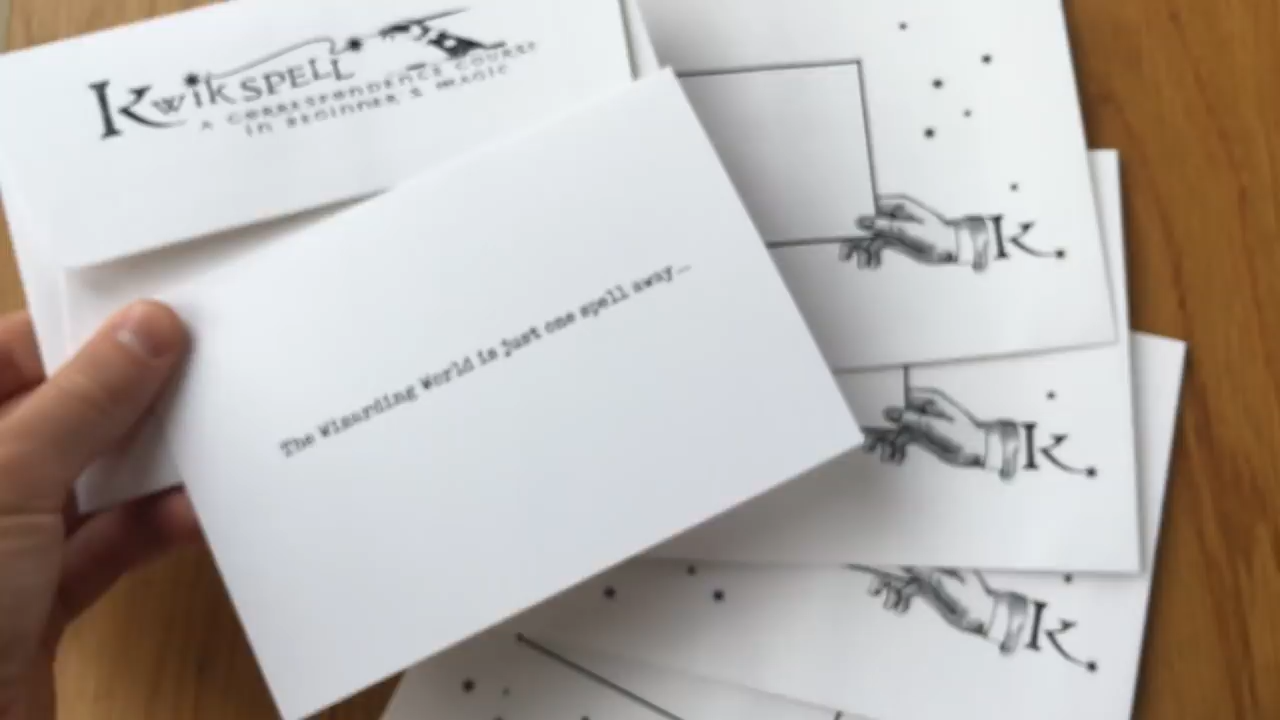 KwikSPELL
A CORRESPONDENCE COURSE
IN BEGINNER'S MAGIC
The Wizarding World is just one spell away...
K
K
K